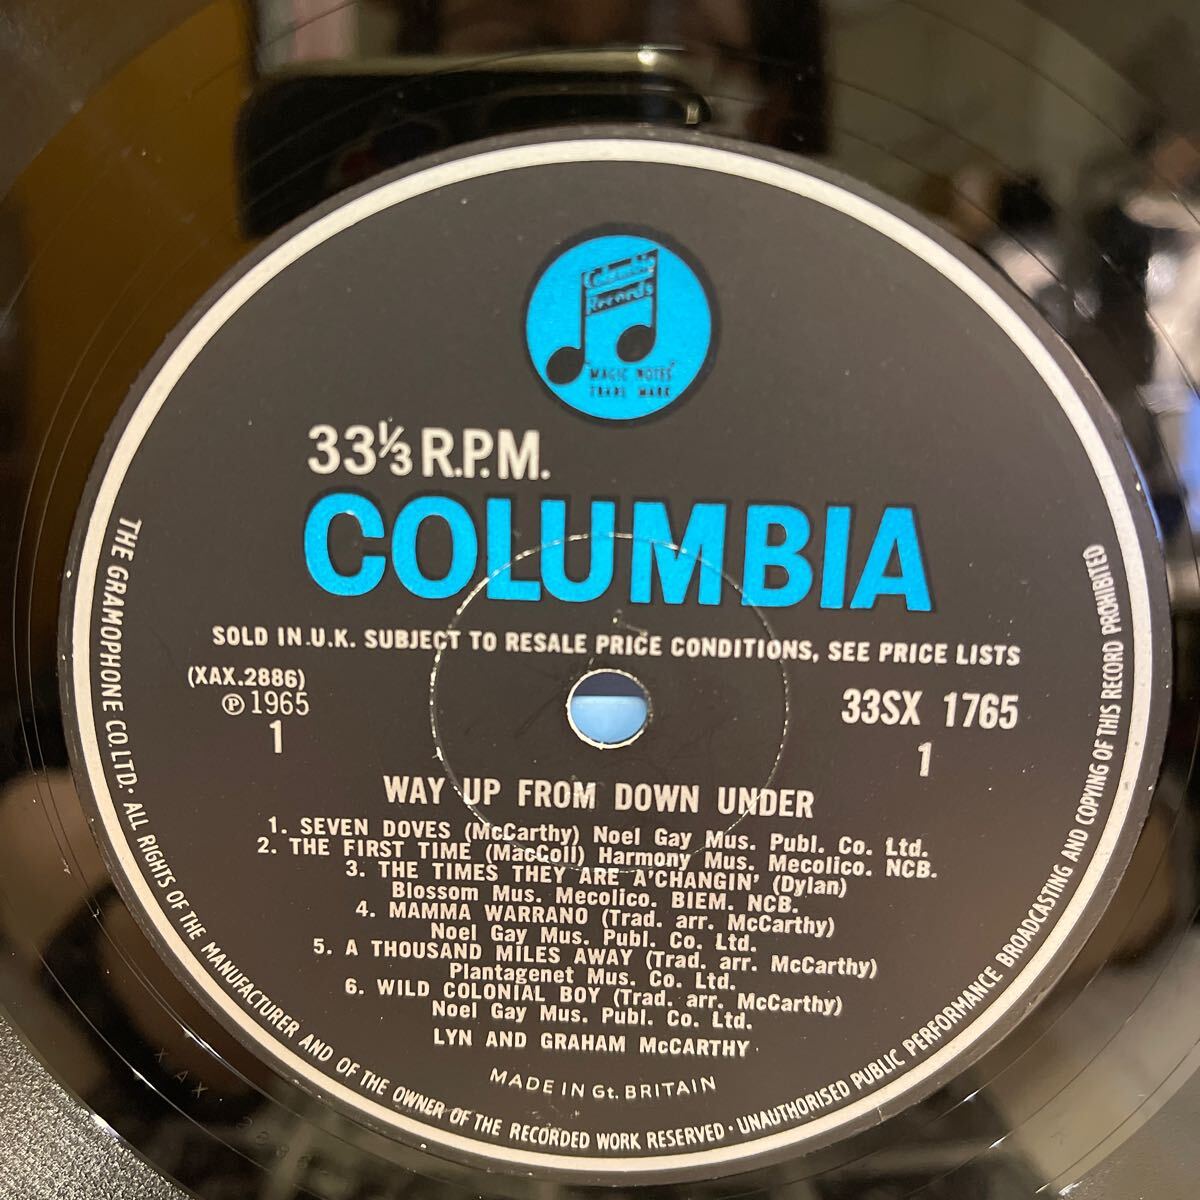 Columbia
Records
"MAGIC NOTES"
TRADE MARK
33⅓ R.P.M.
COLUMBIA
SOLD IN U.K. SUBJECT TO RESALE PRICE CONDITIONS, SEE PRICE LISTS
(XAX.2886)
℗ 1965
1
33SX 1765
1
WAY UP FROM DOWN UNDER
1. SEVEN DOVES (McCarthy) Noel Gay Mus. Publ. Co. Ltd.
2. THE FIRST TIME (MacColl) Harmony Mus. Mecolico. NCB.
3. THE TIMES THEY ARE A'CHANGIN' (Dylan)
Blossom Mus. Mecolico. BIEM. NCB.
4. MAMMA WARRANO (Trad. arr. McCarthy)
Noel Gay Mus. Publ. Co. Ltd.
5. A THOUSAND MILES AWAY (Trad. arr. McCarthy)
Plantagenet Mus. Co. Ltd.
6. WILD COLONIAL BOY (Trad. arr. McCarthy)
Noel Gay Mus. Publ. Co. Ltd.
LYN AND GRAHAM McCARTHY
MADE IN Gt. BRITAIN
THE GRAMOPHONE CO. LTD. · ALL RIGHTS OF THE MANUFACTURER AND OF THE OWNER OF THE RECORDED WORK RESERVED · UNAUTHORISED PUBLIC PERFORMANCE BROADCASTING AND COPYING OF THIS RECORD PROHIBITED